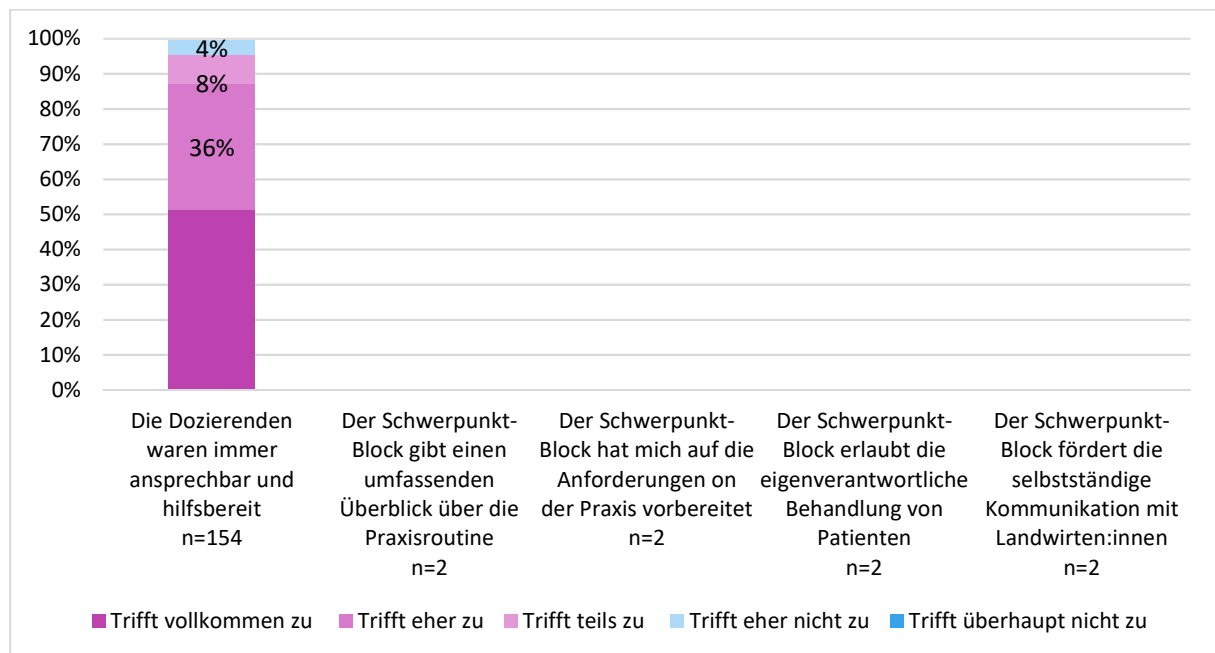 100%
90%
80%
70%
60%
50%
40%
30%
20%
10%
0%
4%
8%
36%
Die Dozierenden
waren immer
ansprechbar und
hilfsbereit
n=154
Der Schwerpunkt-
Block gibt einen
umfassenden
Überblick über die
Praxisroutine
n=2
Der Schwerpunkt-
Block hat mich auf die
Anforderungen on
der Praxis vorbereitet
n=2
Der Schwerpunkt-
Block erlaubt die
eigenverantwortliche
Behandlung von
Patienten
n=2
Der Schwerpunkt-
Block fördert die
selbstständige
Kommunikation mit
Landwirten:innen
n=2
Trifft vollkommen zu Trifft eher zu Trifft teils zu Trifft eher nicht zu Trifft überhaupt nicht zu